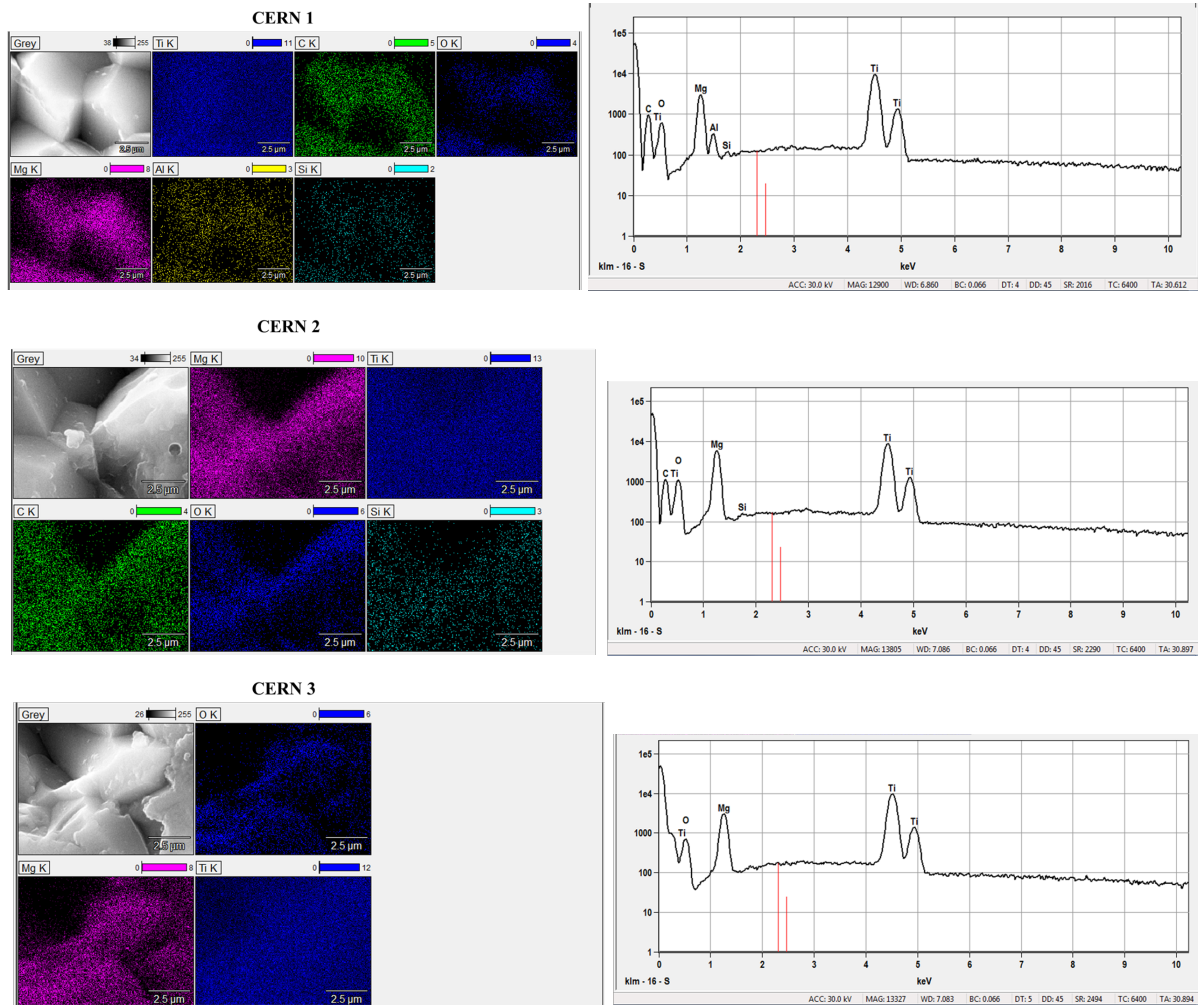 CERN 1
Grey 38 255 Ti K 0 11 C K 0 5 O K 0 4
2.5 µm 2.5 µm 2.5 µm 2.5 µm
Mg K 0 8 Al K 0 3 Si K 0 2
2.5 µm 2.5 µm 2.5 µm
1e5
1e4
1000
100
10
1
C Ti O Mg Al Si Ti Ti
0 1 2 3 4 5 6 7 8 9 10
klm - 16 - S keV
ACC: 30.0 kV MAG: 12900 WD: 6.860 BC: 0.066 DT: 4 DD: 45 SR: 2016 TC: 6400 TA: 30.612
CERN 2
Grey 34 255 Mg K 0 10 Ti K 0 13
2.5 µm 2.5 µm 2.5 µm
C K 0 4 O K 0 6 Si K 0 3
2.5 µm 2.5 µm 2.5 µm
1e5
1e4
1000
100
10
1
C Ti O Mg Si Ti Ti
0 1 2 3 4 5 6 7 8 9 10
klm - 16 - S keV
ACC: 30.0 kV MAG: 13805 WD: 7.086 BC: 0.066 DT: 4 DD: 45 SR: 2290 TC: 6400 TA: 30.897
CERN 3
Grey 26 255 O K 0 6
2.5 µm 2.5 µm
Mg K 0 8 Ti K 0 12
2.5 µm 2.5 µm
1e5
1e4
1000
100
10
1
Ti O Mg Ti Ti
0 1 2 3 4 5 6 7 8 9 10
klm - 16 - S keV
ACC: 30.0 kV MAG: 13327 WD: 7.083 BC: 0.066 DT: 5 DD: 45 SR: 2494 TC: 6400 TA: 30.894